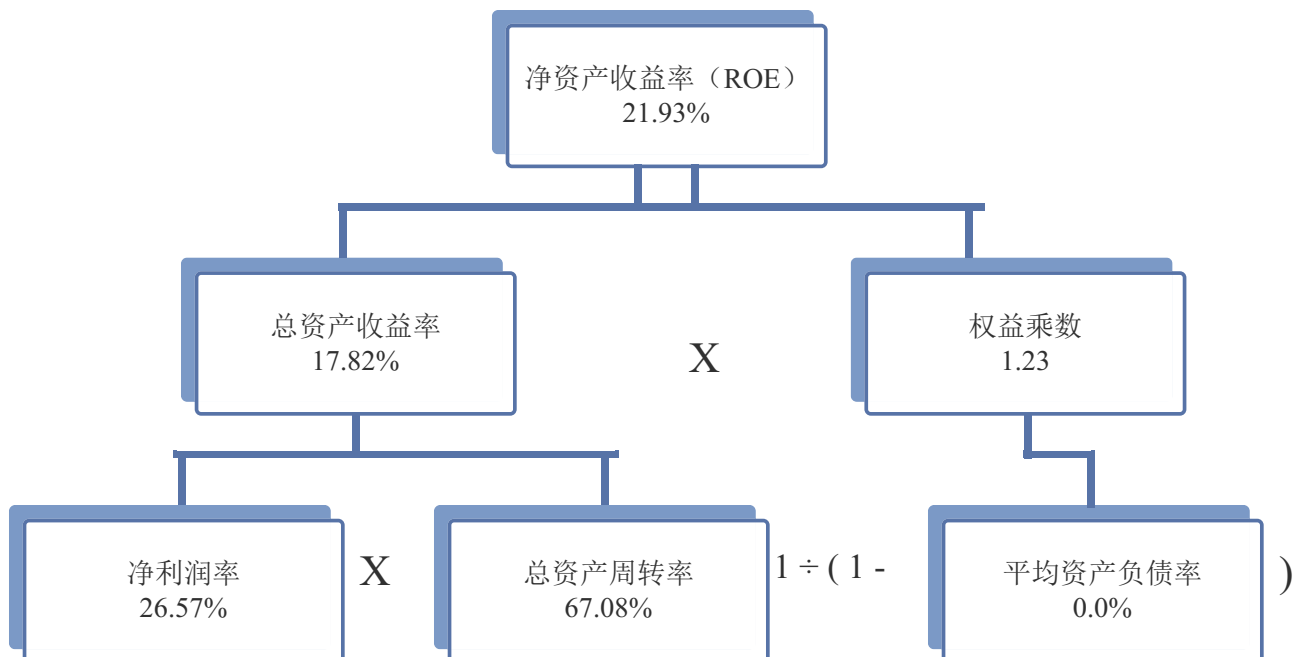 净资产收益率（ROE）
21.93%
总资产收益率
17.82%
X
权益乘数
1.23
净利润率
26.57%
X
总资产周转率
67.08%
1 ÷ ( 1 -
平均资产负债率
0.0%
)